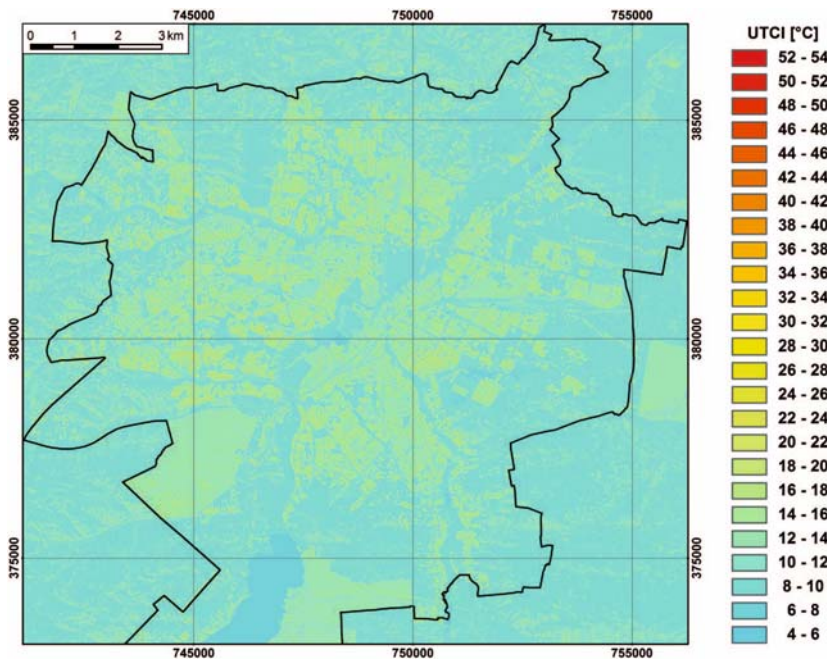 745000 750000 755000
0 1 2 3 km
385000 385000
380000 380000
375000 375000
745000 750000 755000
UTCI [°C]
52 - 54
50 - 52
48 - 50
46 - 48
44 - 46
42 - 44
40 - 42
38 - 40
36 - 38
34 - 36
32 - 34
30 - 32
28 - 30
26 - 28
24 - 26
22 - 24
20 - 22
18 - 20
16 - 18
14 - 16
12 - 14
10 - 12
8 - 10
6 - 8
4 - 6